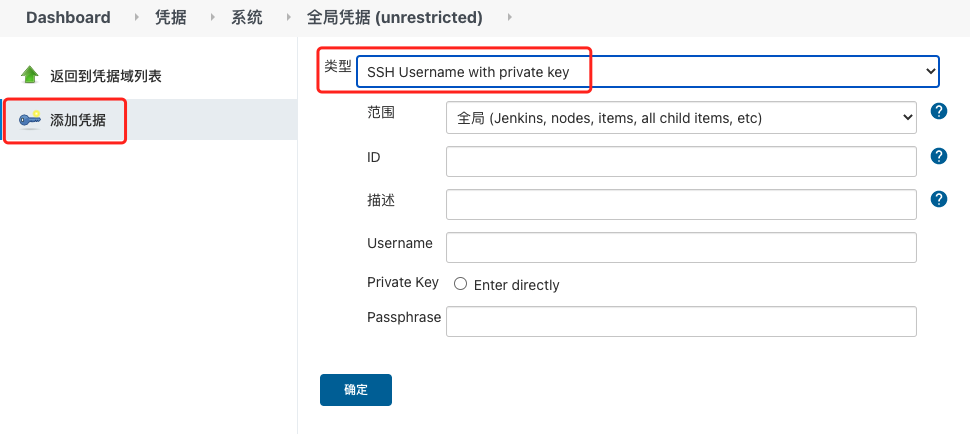 Dashboard 凭据 系统 全局凭据 (unrestricted)
返回到凭据域列表
添加凭据
类型 SSH Username with private key
范围 全局 (Jenkins, nodes, items, all child items, etc) ?
ID ?
描述 ?
Username
Private Key Enter directly
Passphrase
确定